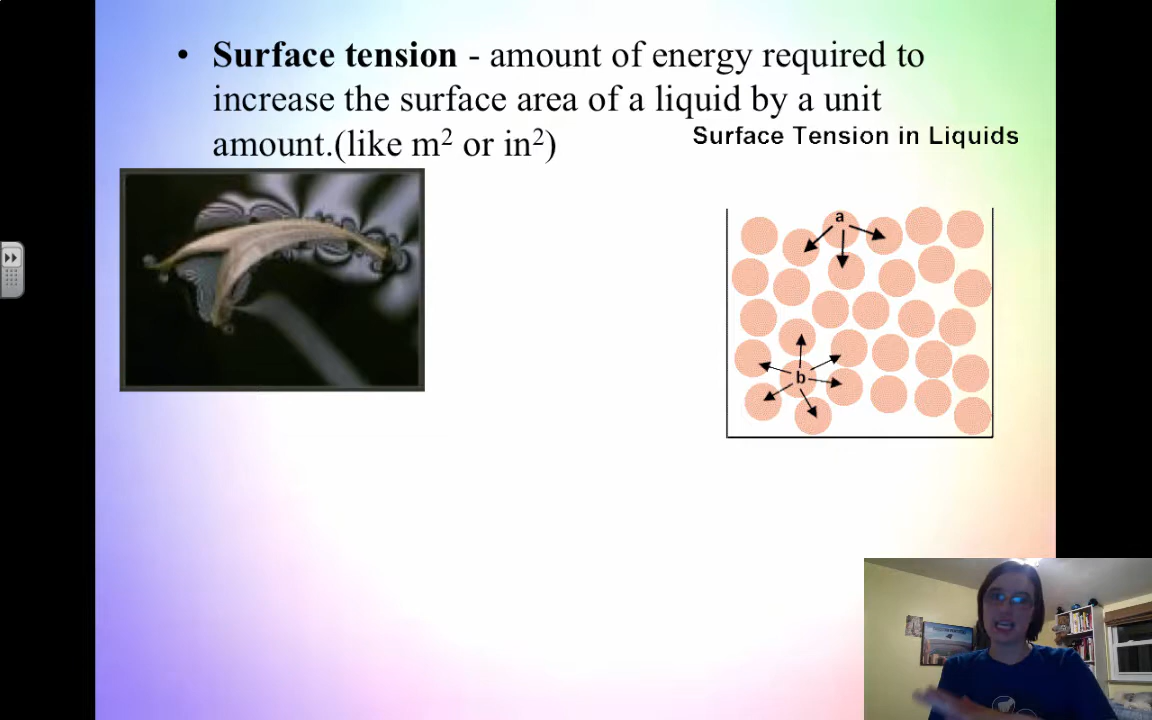 • Surface tension - amount of energy required to
increase the surface area of a liquid by a unit
amount.(like m² or in²)
Surface Tension in Liquids
a
b